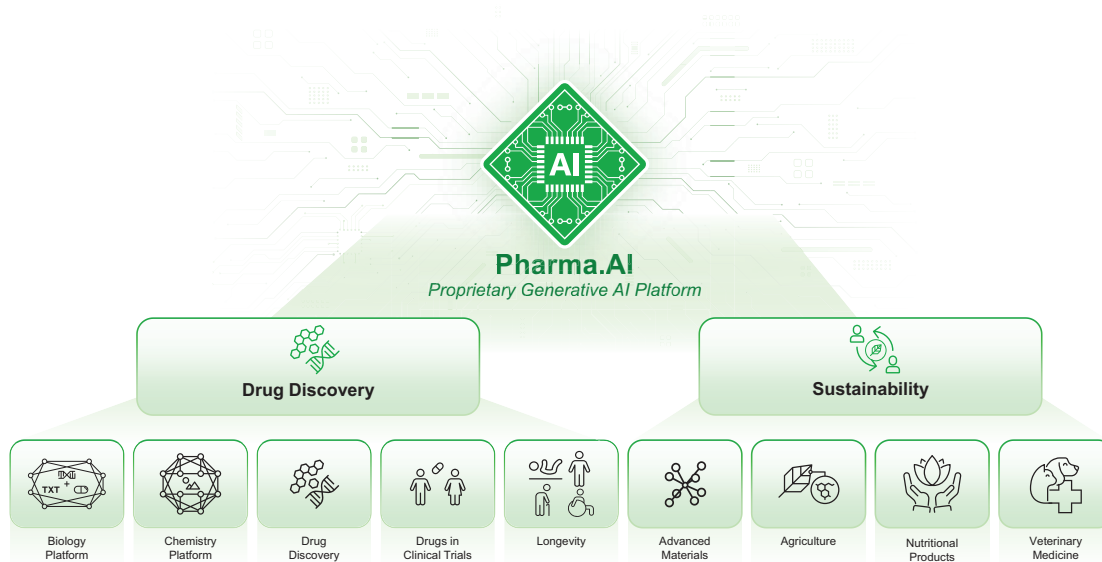 AI
Pharma.AI
Proprietary Generative AI Platform
Drug Discovery
Sustainability
TXT
+
Biology
Platform
Chemistry
Platform
Drug
Discovery
Drugs in
Clinical Trials
Longevity
Advanced
Materials
Agriculture
Nutritional
Products
Veterinary
Medicine